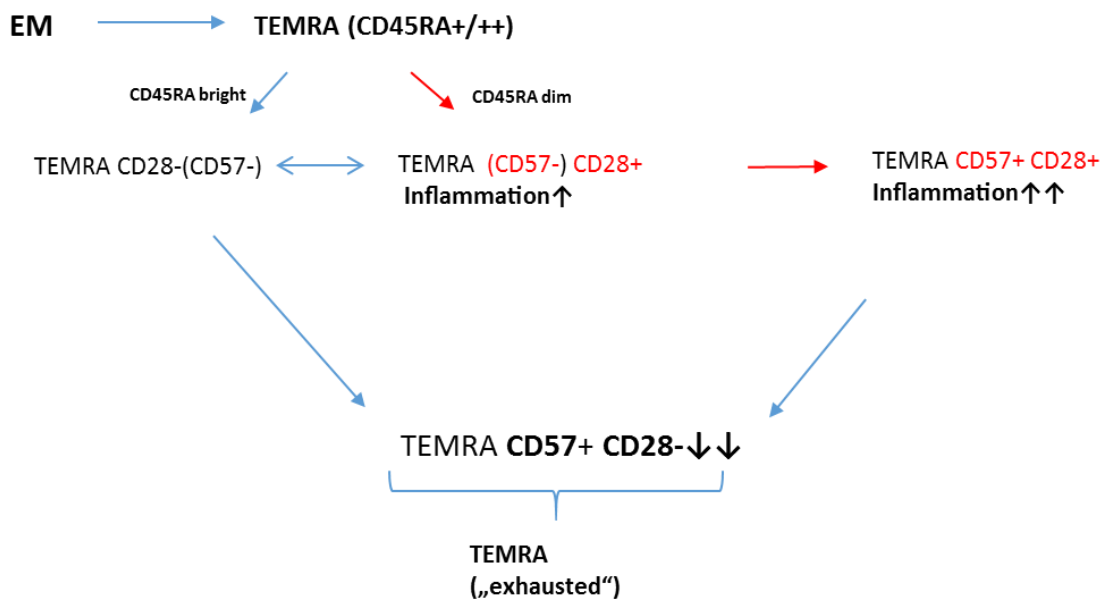 EM
TEMRA (CD45RA+/++)
CD45RA bright
CD45RA dim
TEMRA CD28-(CD57-)
TEMRA (CD57-) CD28+
Inflammation↑
TEMRA CD57+ CD28+
Inflammation↑↑
TEMRA CD57+ CD28-↓↓
TEMRA
(„exhausted“)